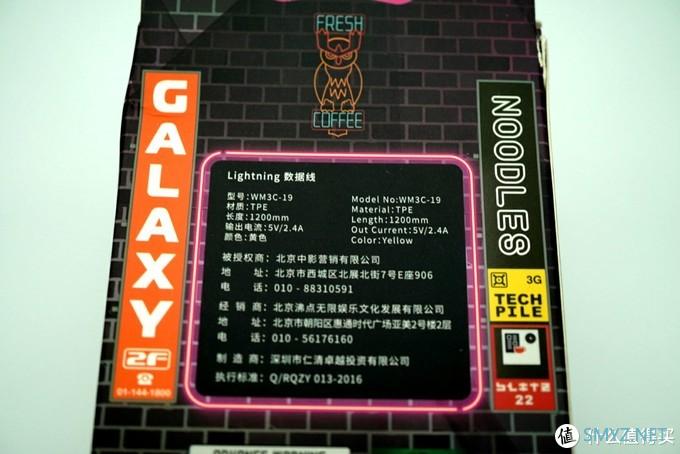 FRESH
COFFEE
GALAXY
2F
01-144-1800
NOODLES
3G
TECH
PILE
BLITZ
22
Lightning 数据线
型号:WM3C-19
材质:TPE
长度:1200mm
输出电流:5V/2.4A
颜色:黄色
Model No:WM3C-19
Material:TPE
Length:1200mm
Out Current:5V/2.4A
Color:Yellow
被授权商:北京中影营销有限公司
地 址:北京市西城区北展北街7号E座906
电 话:010-88310591
经 销 商:北京沸点无限娱乐文化发展有限公司
地 址:北京市朝阳区惠通时代广场亚美2号楼2层
电 话:010-56176160
制 造 商:深圳市仁清卓越投资有限公司
执行标准:Q/RQZY 013-2016
值 什么值得买
SMYZ.NET